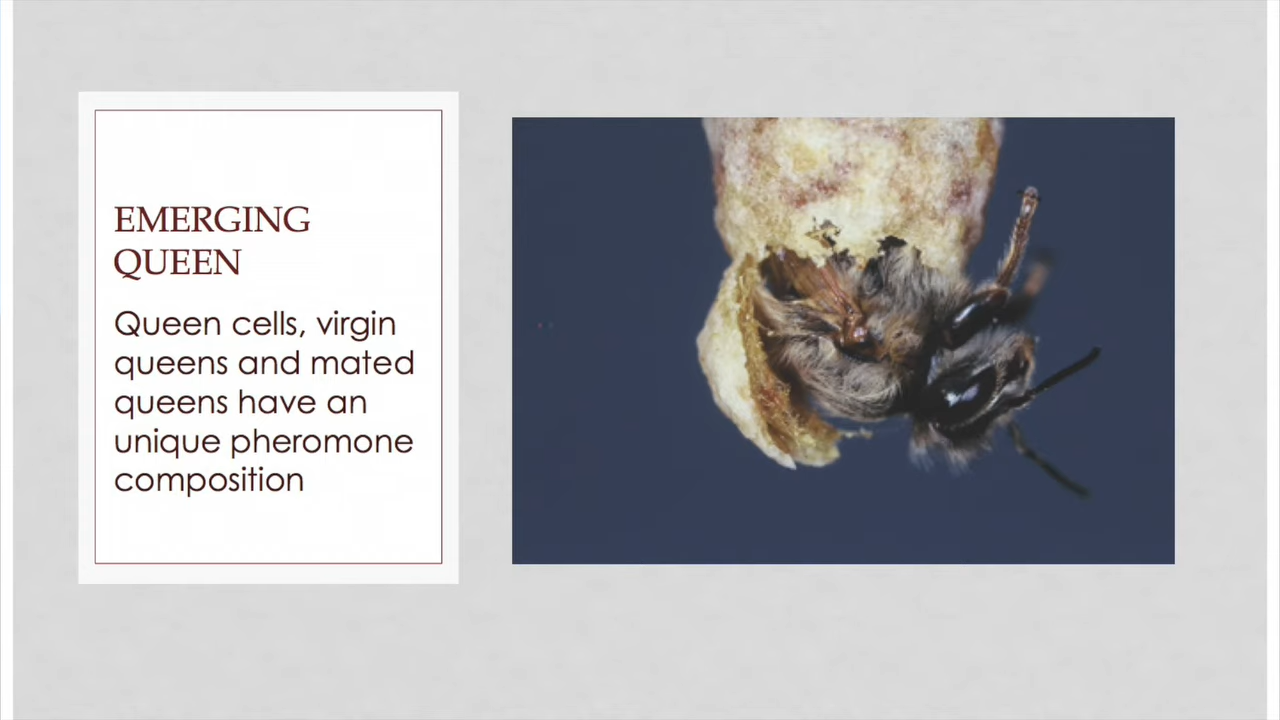 EMERGING
QUEEN
Queen cells, virgin
queens and mated
queens have an
unique pheromone
composition